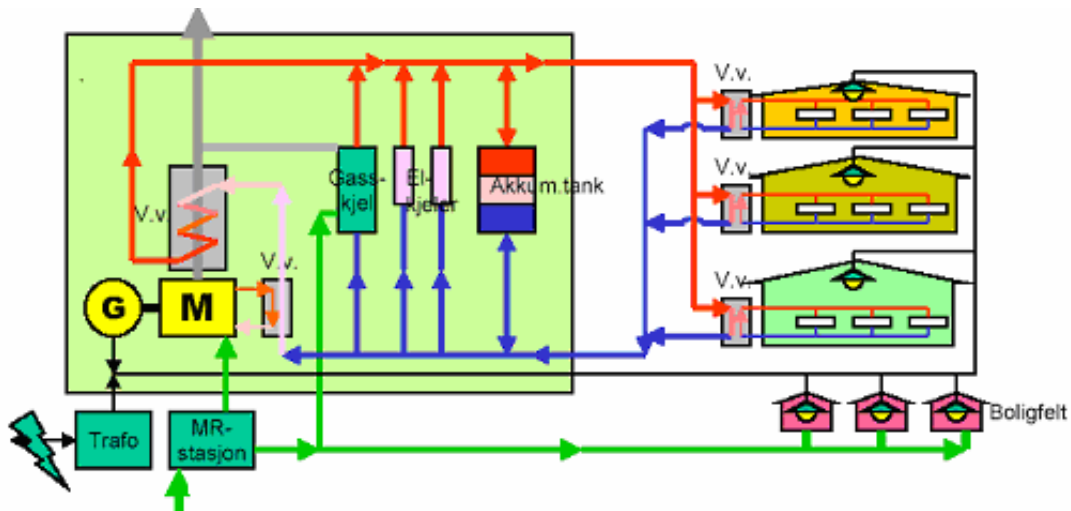 V.v.
Gass-
kjel
El-
kjeler
Akkum.tank
V.v.
V.v.
V.v.
V.v.
G
M
Trafo
MR-
stasjon
Boligfelt